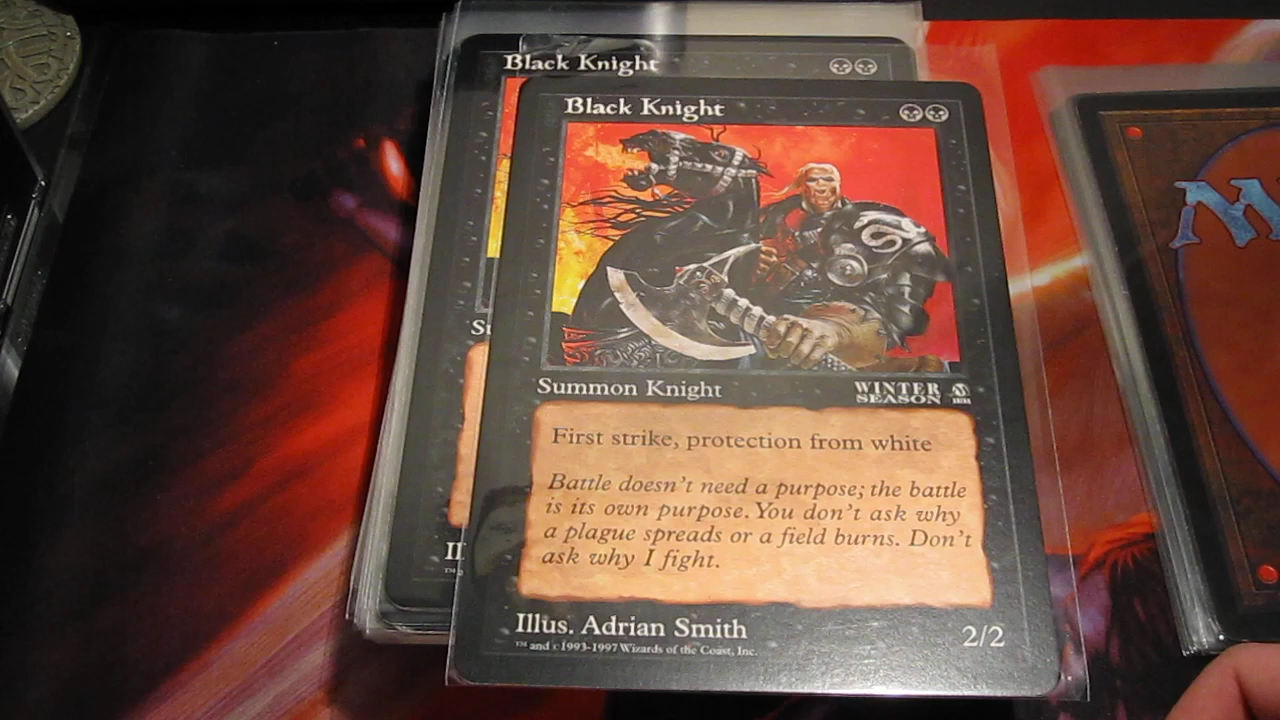 Black Knight
Black Knight
Summon Knight
WINTER
SEASON
First strike, protection from white
Battle doesn't need a purpose; the battle
is its own purpose. You don't ask why
a plague spreads or a field burns. Don't
ask why I fight.
Illus. Adrian Smith
2/2
™ and © 1993-1997 Wizards of the Coast, Inc.